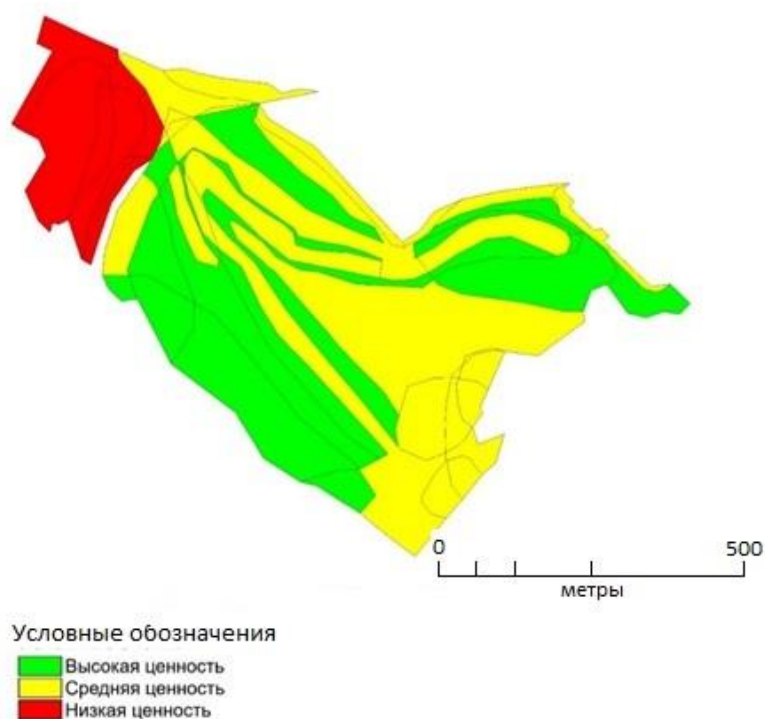 0 500
метры
Условные обозначения
Высокая ценность
Средняя ценность
Низкая ценность